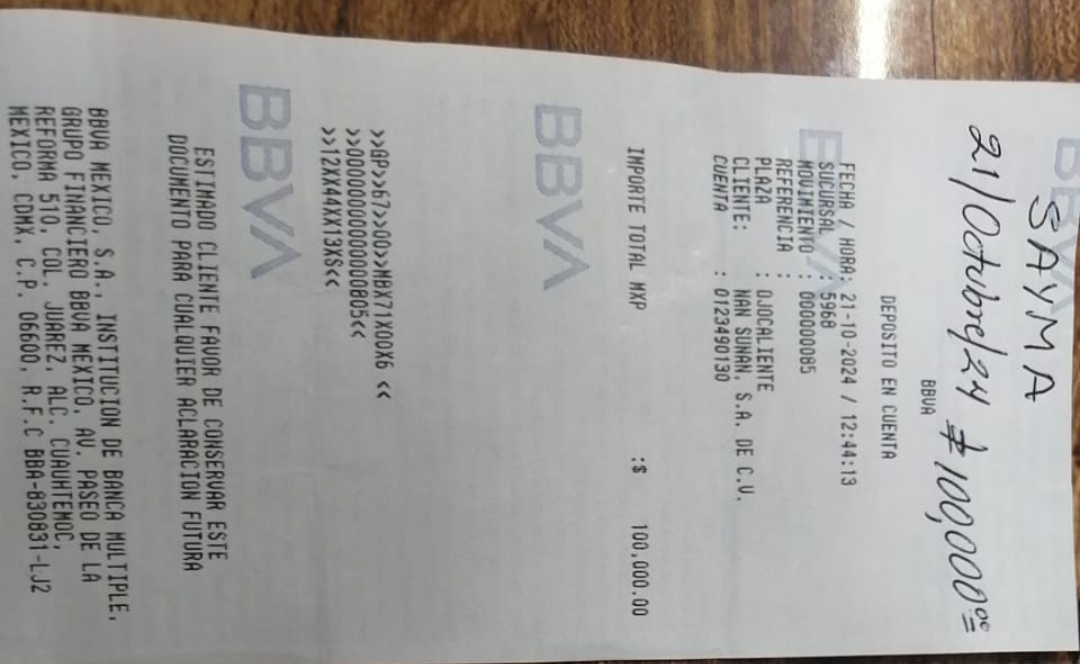 SAYMA
21/Octubre/24 $ 100,000.00
BBVA
DEPOSITO EN CUENTA
FECHA / HORA: 21-10-2024 / 12:44:13
SUCURSAL : 5968
MOVIMIENTO : 000000085
REFERENCIA :
PLAZA : OJOCALIENTE
CLIENTE: NAN SUNAN, S.A. DE C.V.
CUENTA : 0123490130
IMPORTE TOTAL MXP :$ 100,000.00
BBVA
>>GP>>67>>00>>MBX71X00X6 <<
>>0000000000000805<<
>>12XX44XX13XS<<
BBVA
ESTIMADO CLIENTE FAVOR DE CONSERVAR ESTE
DOCUMENTO PARA CUALQUIER ACLARACION FUTURA
BBVA MEXICO, S.A., INSTITUCION DE BANCA MULTIPLE,
GRUPO FINANCIERO BBVA MEXICO, AV. PASEO DE LA
REFORMA 510, COL. JUAREZ, ALC. CUAUHTEMOC,
MEXICO, CDMX, C.P. 06600, R.F.C BBA-830831-LJ2